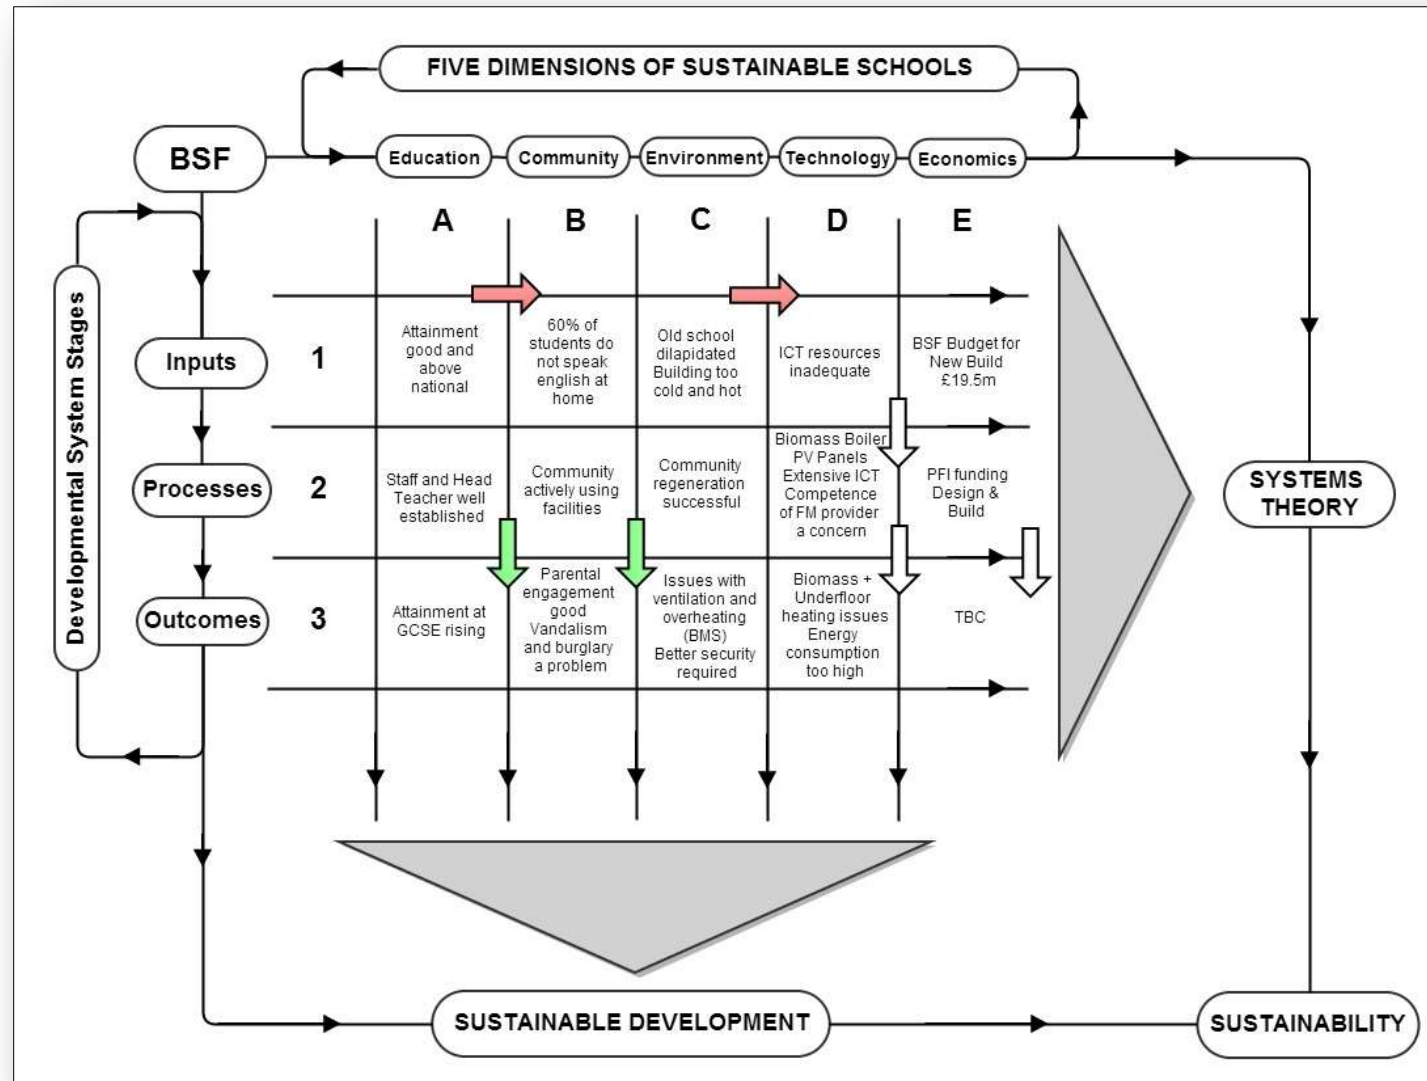 FIVE DIMENSIONS OF SUSTAINABLE SCHOOLS
BSF
Education
Community
Environment
Technology
Economics
A
B
C
D
E
Developmental System Stages
Inputs
1
Attainment
good and
above
national
60% of
students do
not speak
english at
home
Old school
dilapidated
Building too
cold and hot
ICT resources
inadequate
BSF Budget for
New Build
£19.5m
Processes
2
Staff and Head
Teacher well
established
Community
actively using
facilities
Community
regeneration
successful
Biomass Boiler
PV Panels
Extensive ICT
Competence
of FM provider
a concern
PFI funding
Design &
Build
SYSTEMS
THEORY
Outcomes
3
Attainment at
GCSE rising
Parental
engagement
good
Vandalism
and burglary
a problem
Issues with
ventilation and
overheating
(BMS)
Better security
required
Biomass +
Underfloor
heating issues
Energy
consumption
too high
TBC
SUSTAINABLE DEVELOPMENT
SUSTAINABILITY